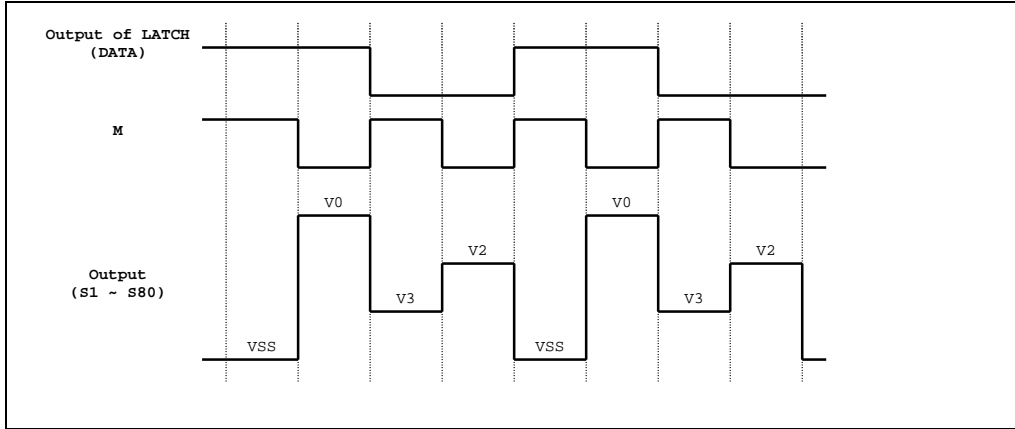 Output of LATCH
(DATA)
M
V0
V0
V2
V2
Output
(S1 ~ S80)
V3
V3
VSS
VSS